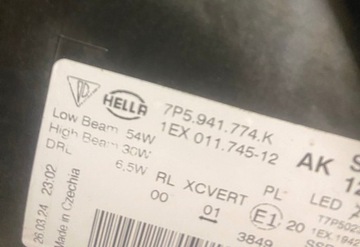 HELLA
7P5.941.774.K
1EX 011.745-12
AK
Low Beam 54W
High Beam 30W
DRL 6,5W
RL XCVERT PL LED
00 01 E1 20
3849
26.03.24 23:02
Made in Czechia